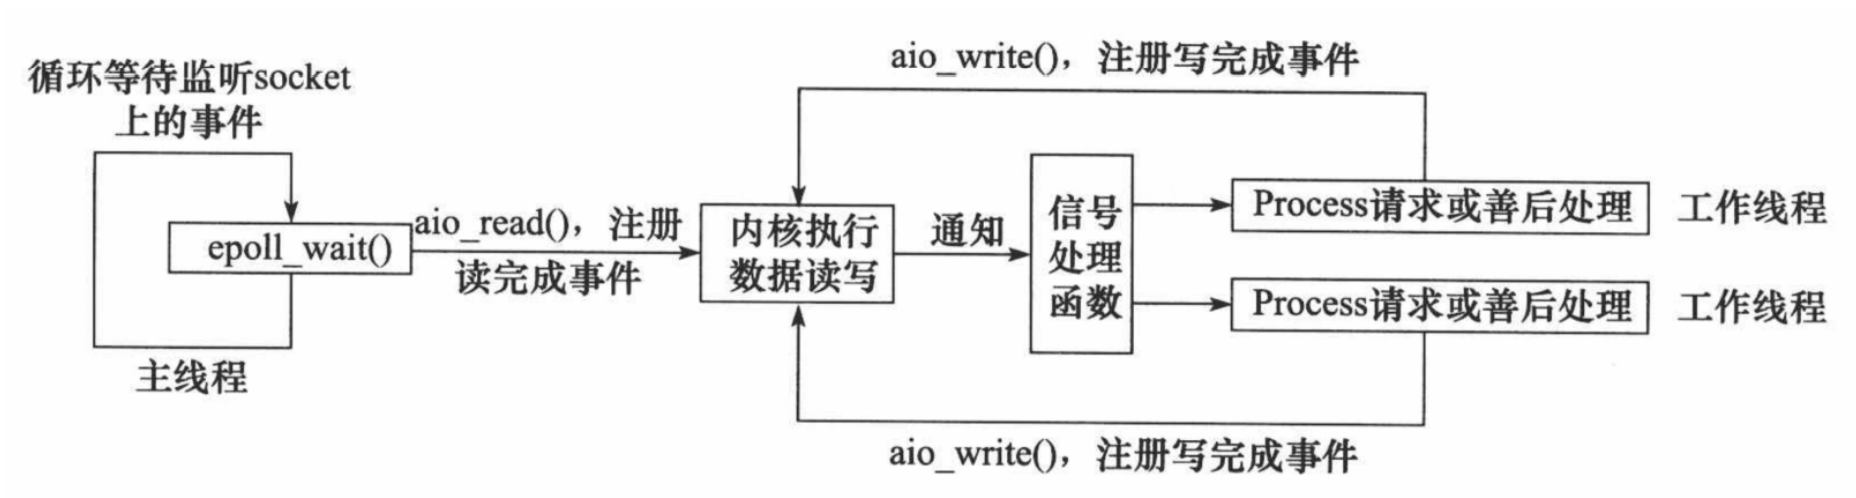 aio_write(), 注册写完成事件
循环等待监听socket
上的事件
epoll_wait()
主线程
aio_read(), 注册
读完成事件
内核执行
数据读写
通知
信号
处理
函数
Process请求或善后处理
工作线程
Process请求或善后处理
工作线程
aio_write(), 注册写完成事件